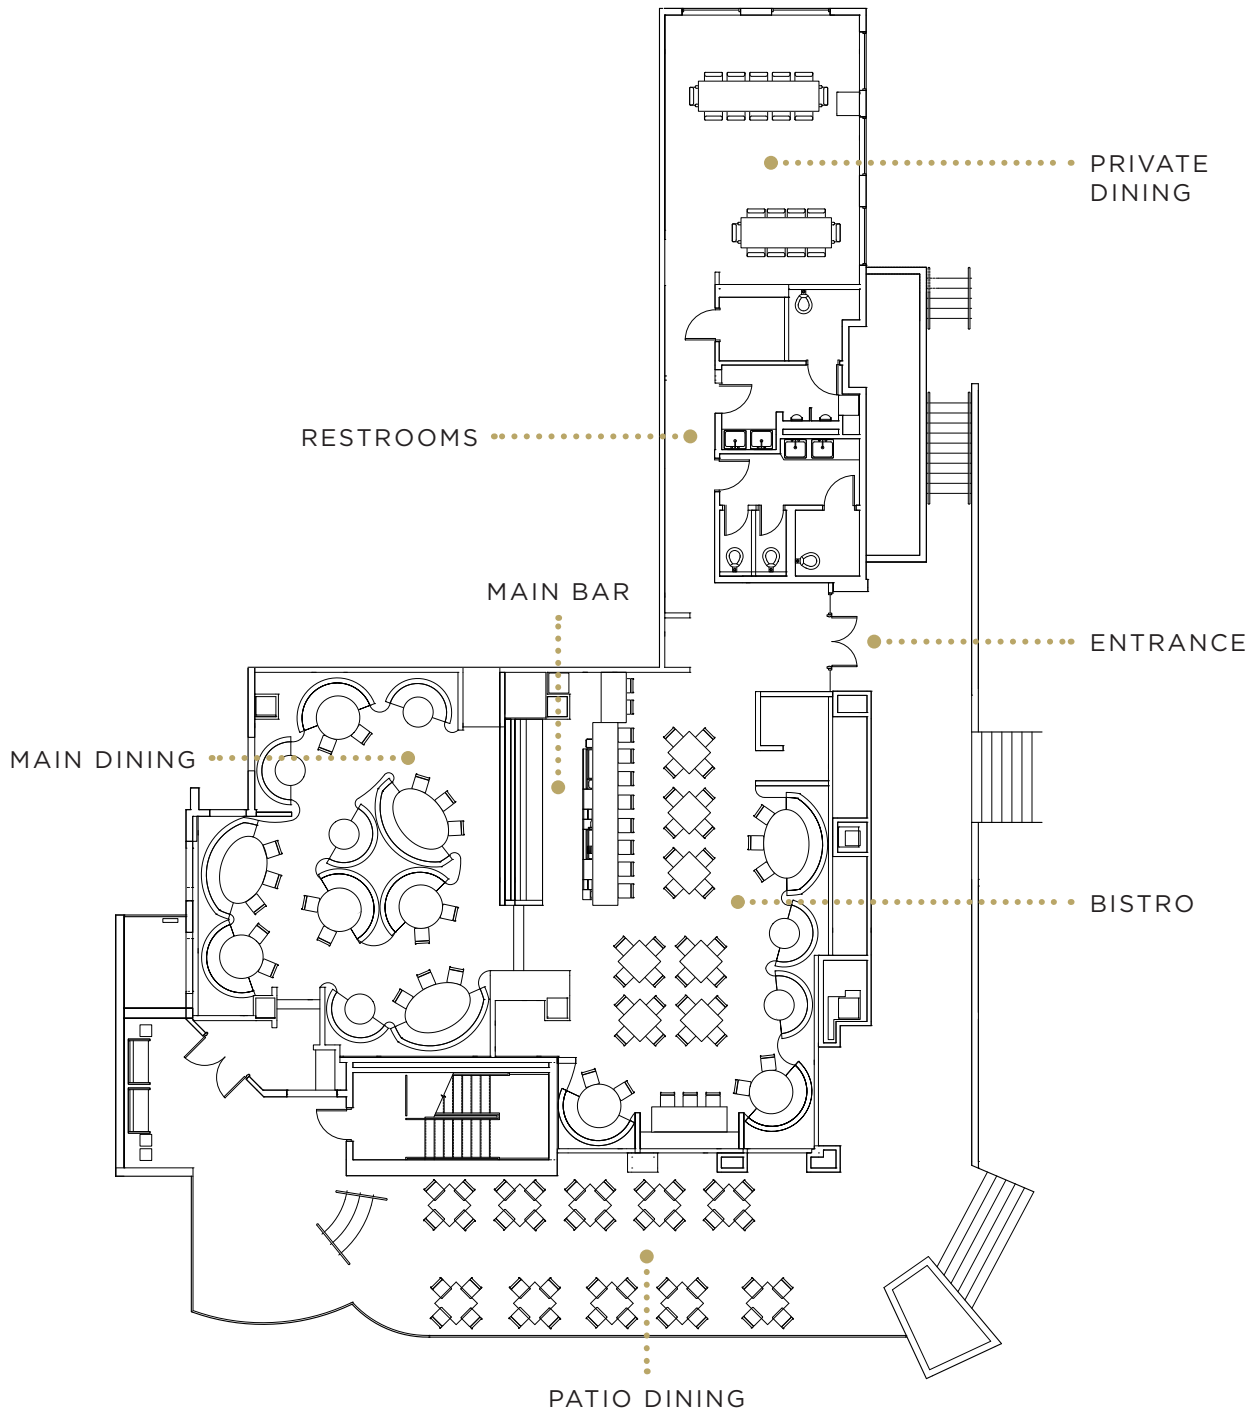 PRIVATE
DINING
RESTROOMS
MAIN BAR
ENTRANCE
MAIN DINING
BISTRO
PATIO DINING